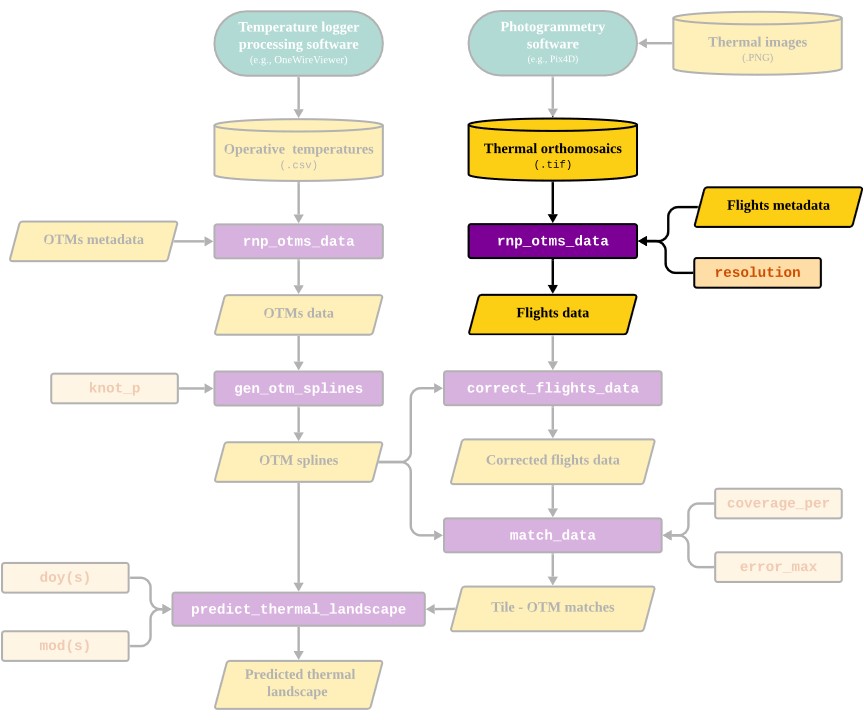 Temperature logger
processing software
(e.g., OneWireViewer)
Photogrammetry
software
(e.g., Pix4D)
Thermal images
(.PNG)
Operative temperatures
(.csv)
Thermal orthomosaics
(.tif)
Flights metadata
OTMs metadata
rnp_otms_data
rnp_otms_data
resolution
OTMs data
Flights data
knot_p
gen_otm_splines
correct_flights_data
OTM splines
Corrected flights data
coverage_per
match_data
error_max
doy(s)
predict_thermal_landscape
Tile - OTM matches
mod(s)
Predicted thermal
landscape